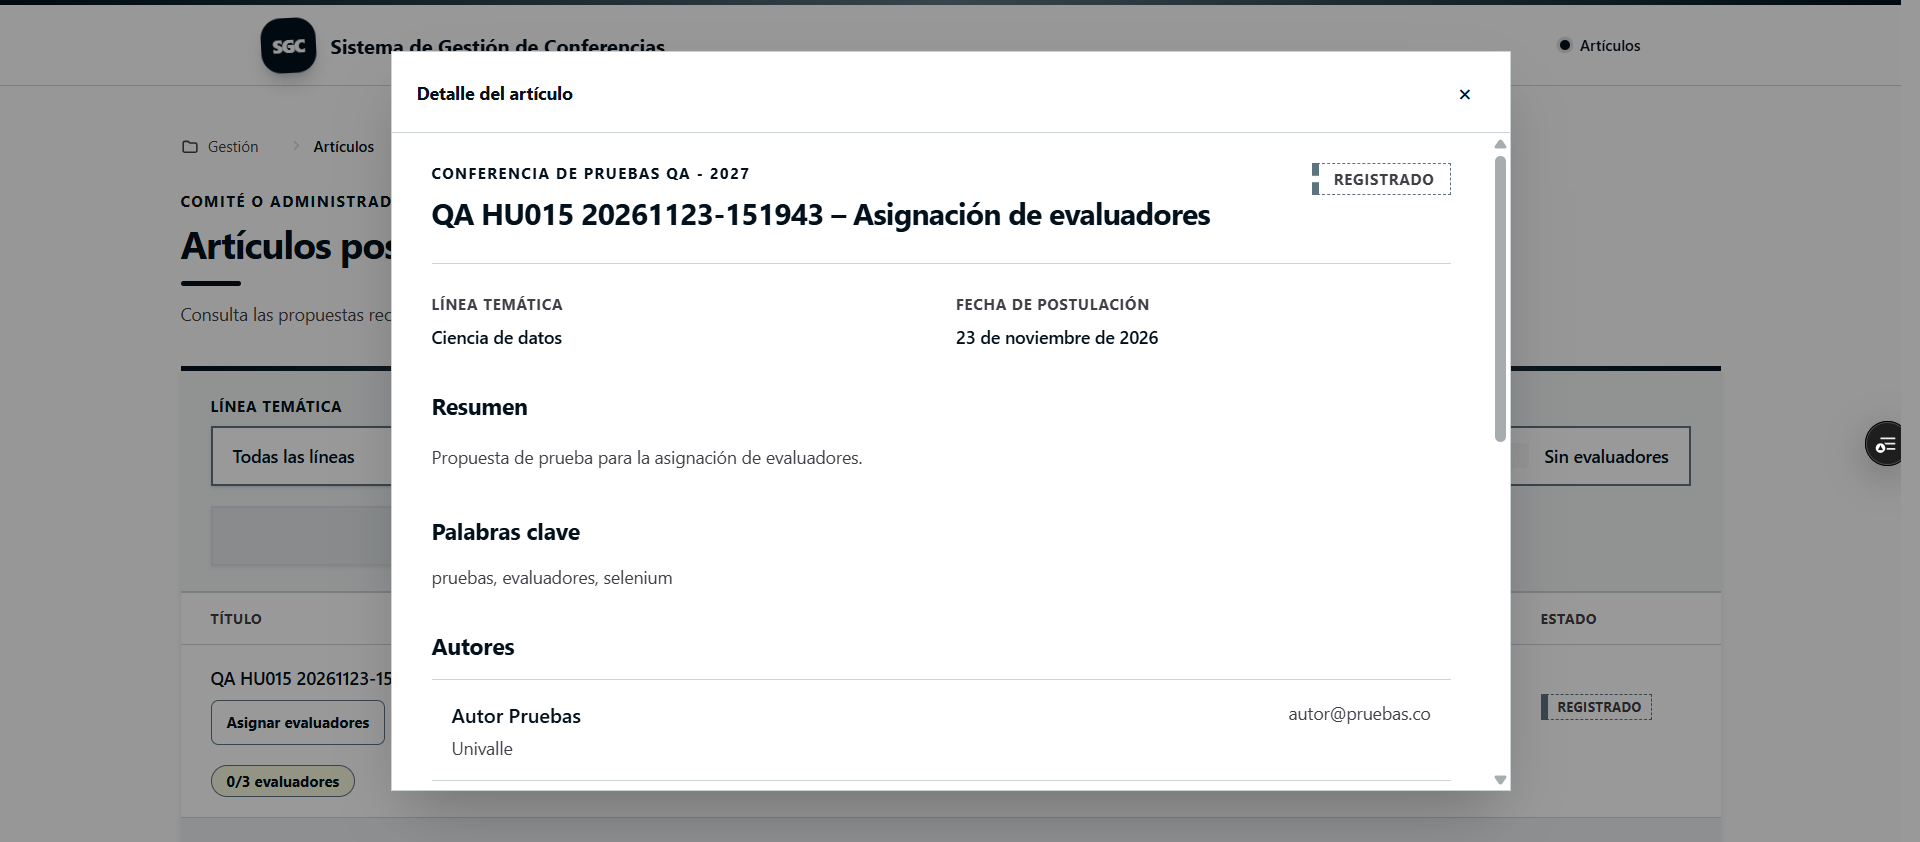 SGC
Sistema de Gestión de Conferencias
Artículos
Detalle del artículo
×
Gestión
Artículos
CONFERENCIA DE PRUEBAS QA - 2027
REGISTRADO
COMITÉ O ADMINISTRAD
QA HU015 20261123-151943 – Asignación de evaluadores
Artículos pos
LÍNEA TEMÁTICA
Ciencia de datos
FECHA DE POSTULACIÓN
23 de noviembre de 2026
Consulta las propuestas rec
Resumen
Propuesta de prueba para la asignación de evaluadores.
LÍNEA TEMÁTICA
Todas las líneas
Sin evaluadores
Palabras clave
pruebas, evaluadores, selenium
TÍTULO
ESTADO
Autores
Autor Pruebas
autor@pruebas.co
Univalle
QA HU015 20261123-15
Asignar evaluadores
0/3 evaluadores
REGISTRADO